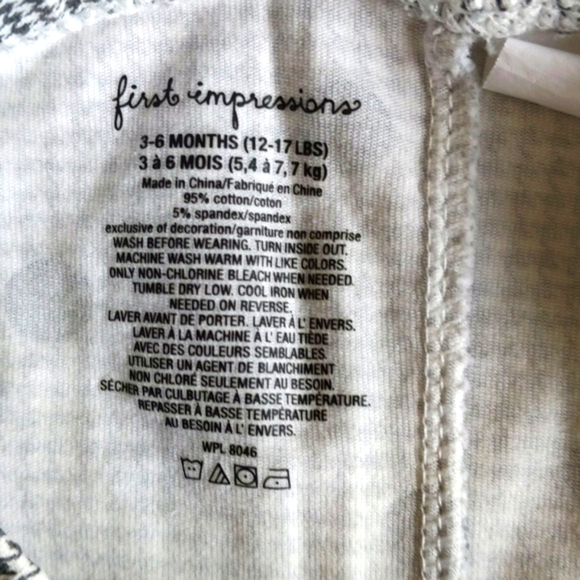 first impressions
3-6 MONTHS (12-17 LBS)
3 à 6 MOIS (5,4 à 7,7 kg)
Made in China/Fabriqué en Chine
95% cotton/coton
5% spandex/spandex
exclusive of decoration/garniture non comprise
WASH BEFORE WEARING. TURN INSIDE OUT.
MACHINE WASH WARM WITH LIKE COLORS.
ONLY NON-CHLORINE BLEACH WHEN NEEDED.
TUMBLE DRY LOW. COOL IRON WHEN
NEEDED ON REVERSE.
LAVER AVANT DE PORTER. LAVER À L' ENVERS.
LAVER À LA MACHINE À L' EAU TIÈDE
AVEC DES COULEURS SEMBLABLES.
UTILISER UN AGENT DE BLANCHIMENT
NON CHLORÉ SEULEMENT AU BESOIN.
SÉCHER PAR CULBUTAGE À BASSE TEMPÉRATURE.
REPASSER À BASSE TEMPÉRATURE
AU BESOIN À L' ENVERS.
WPL 8046